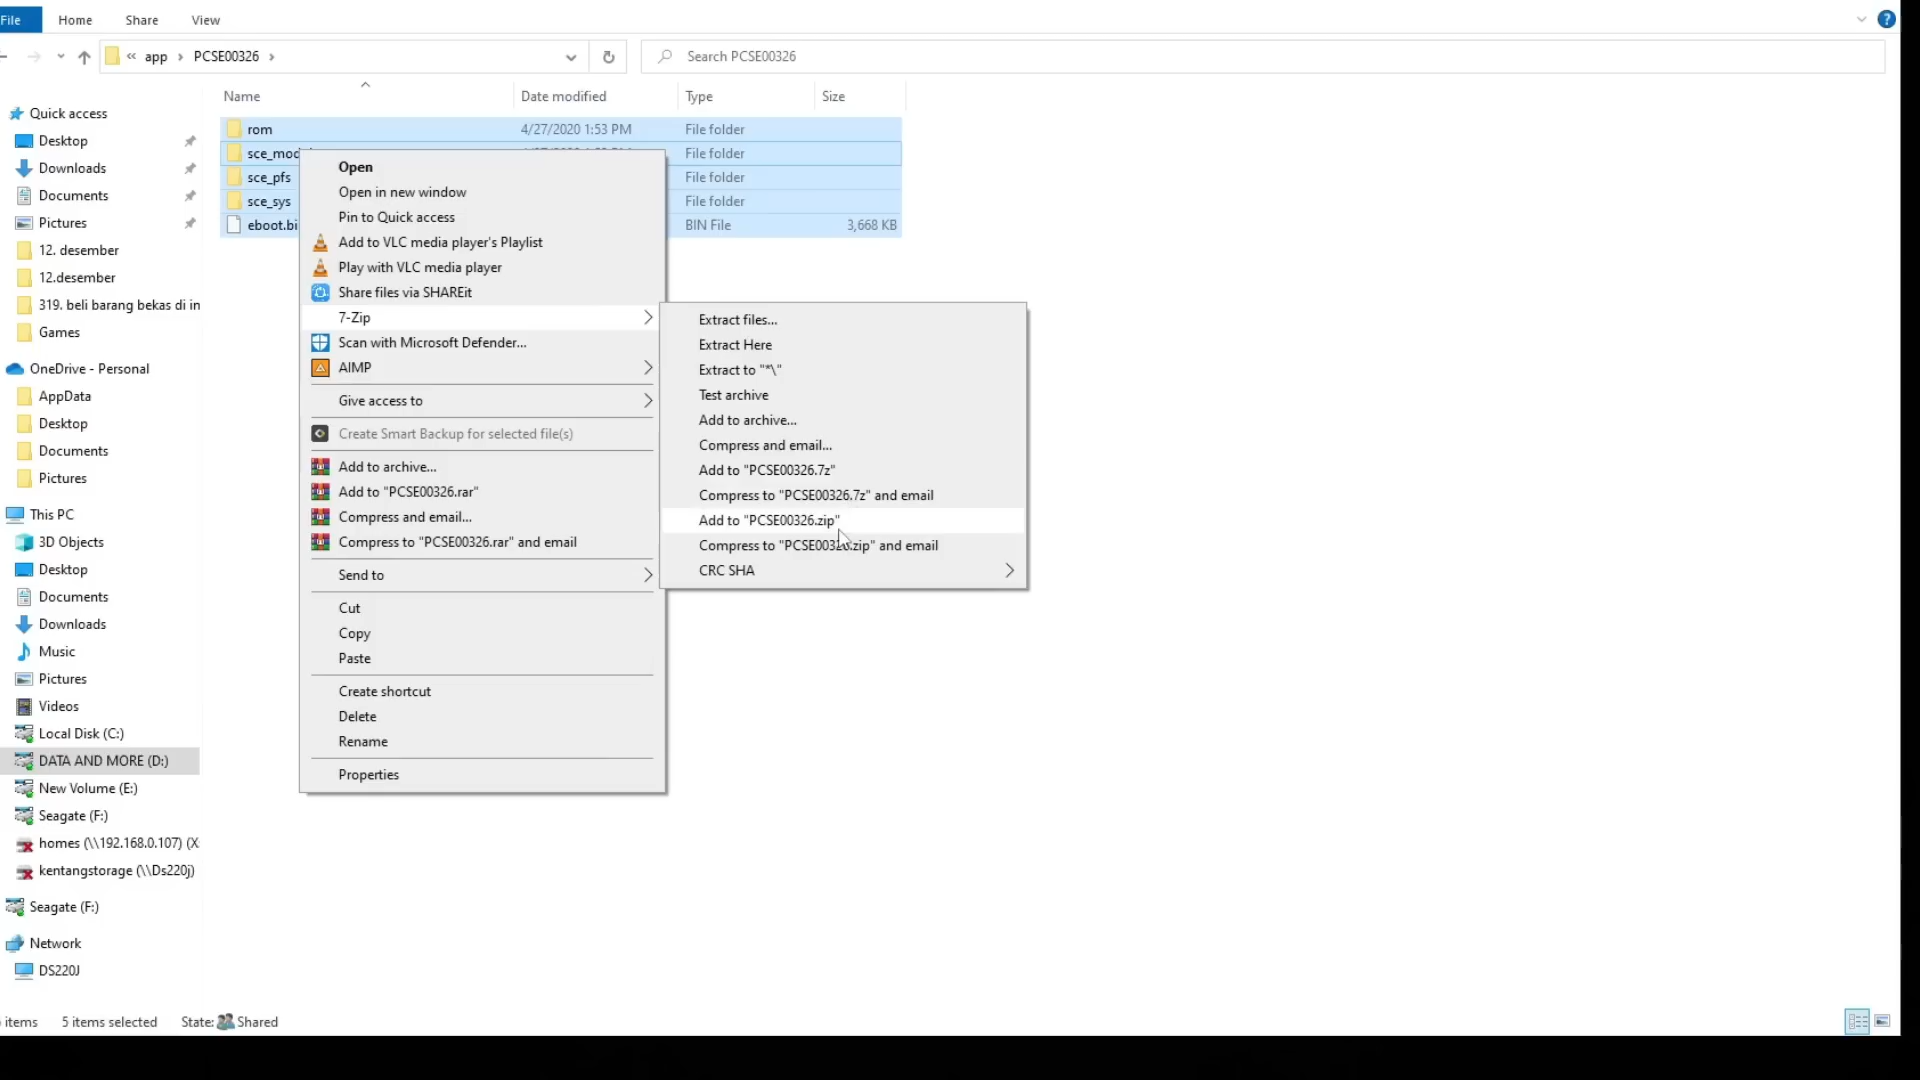 File
Home
Share
View
«
app
PCSE00326
Search PCSE00326
Name
Date modified
Type
Size
Quick access
Desktop
Downloads
Documents
Pictures
12. desember
12.desember
319. beli barang bekas di in
Games
OneDrive - Personal
AppData
Desktop
Documents
Pictures
This PC
3D Objects
Desktop
Documents
Downloads
Music
Pictures
Videos
Local Disk (C:)
DATA AND MORE (D:)
New Volume (E:)
Seagate (F:)
homes (\\192.168.0.107) (X:
kentangstorage (\\Ds220j)
Seagate (F:)
Network
DS220J
rom 4/27/2020 1:53 PM File folder
sce_mod File folder
sce_pfs File folder
sce_sys File folder
eboot.bi BIN File 3,668 KB
Open
Open in new window
Pin to Quick access
Add to VLC media player's Playlist
Play with VLC media player
Share files via SHAREit
7-Zip
Scan with Microsoft Defender...
AIMP
Give access to
Create Smart Backup for selected file(s)
Add to archive...
Add to "PCSE00326.rar"
Compress and email...
Compress to "PCSE00326.rar" and email
Send to
Cut
Copy
Paste
Create shortcut
Delete
Rename
Properties
Extract files...
Extract Here
Extract to "*\"
Test archive
Add to archive...
Compress and email...
Add to "PCSE00326.7z"
Compress to "PCSE00326.7z" and email
Add to "PCSE00326.zip"
Compress to "PCSE00326.zip" and email
CRC SHA
items
5 items selected
State: Shared